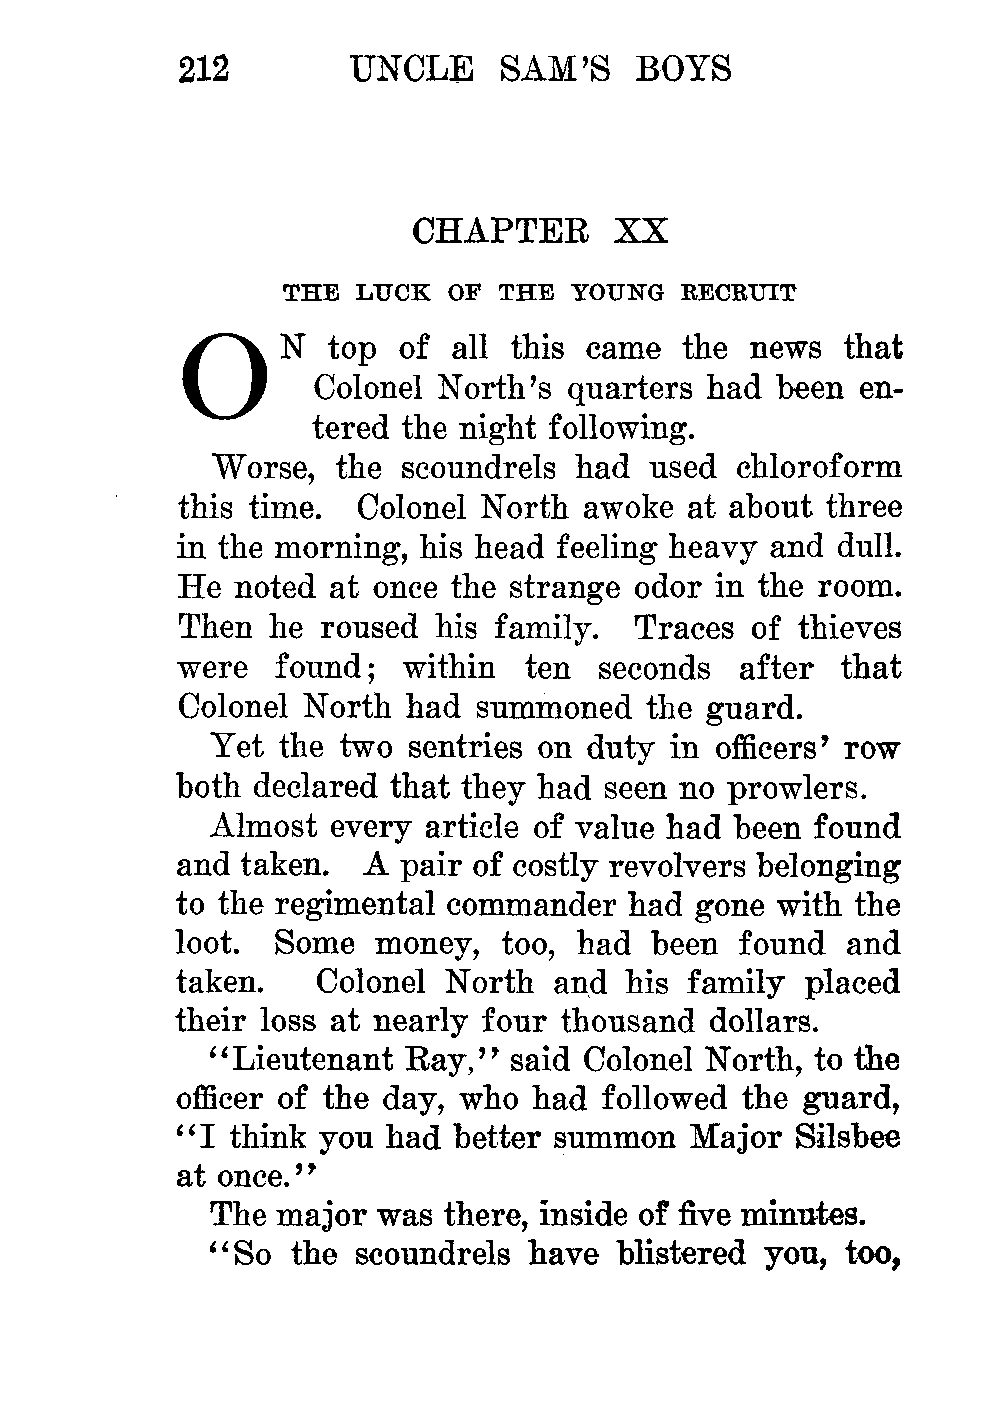 212 UNCLE SAM'S BOYS
CHAPTER XX
THE LUCK OF THE YOUNG RECRUIT
ON top of all this came the news that
Colonel North's quarters had been en-
tered the night following.
Worse, the scoundrels had used chloroform
this time. Colonel North awoke at about three
in the morning, his head feeling heavy and dull.
He noted at once the strange odor in the room.
Then he roused his family. Traces of thieves
were found; within ten seconds after that
Colonel North had summoned the guard.
Yet the two sentries on duty in officers' row
both declared that they had seen no prowlers.
Almost every article of value had been found
and taken. A pair of costly revolvers belonging
to the regimental commander had gone with the
loot. Some money, too, had been found and
taken. Colonel North and his family placed
their loss at nearly four thousand dollars.
"Lieutenant Ray," said Colonel North, to the
officer of the day, who had followed the guard,
"I think you had better summon Major Silsbee
at once."
The major was there, inside of five minutes.
"So the scoundrels have blistered you, too,